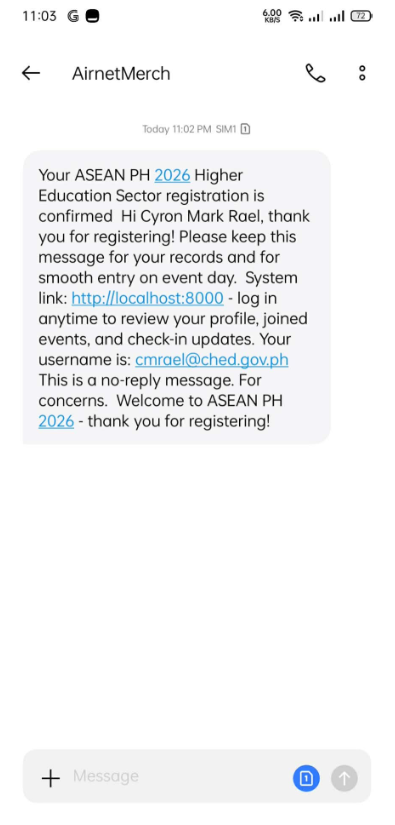 11:03 G 6.00 KB/S 72
AirnetMerch
Today 11:02 PM SIM1 1
Your ASEAN PH 2026 Higher
Education Sector registration is
confirmed  Hi Cyron Mark Rael, thank
you for registering! Please keep this
message for your records and for
smooth entry on event day.  System
link: http://localhost:8000 - log in
anytime to review your profile, joined
events, and check-in updates. Your
username is: cmrael@ched.gov.ph
This is a no-reply message. For
concerns.  Welcome to ASEAN PH
2026 - thank you for registering!
Message 1